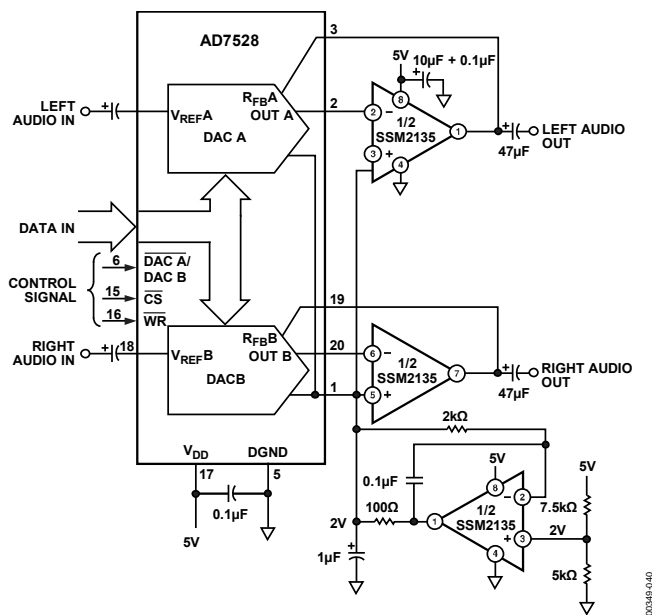 AD7528
3
5V
10µF + 0.1µF
LEFT
AUDIO IN
+
VREFA
RFBA
OUT A
DAC A
2
2
–
8
1/2
SSM2135
1
3
+
4
+
47µF
LEFT AUDIO
OUT
DATA IN
CONTROL
SIGNAL
6
DAC A/
DAC B
15
CS
16
WR
19
RIGHT
AUDIO IN
+
18
VREFB
RFBB
OUT B
DACB
20
1
6
–
5
+
1/2
SSM2135
7
+
47µF
RIGHT AUDIO
OUT
2kΩ
VDD
DGND
17
5
0.1µF
5V
0.1µF
5V
5V
2V
100Ω
1
8
–
2
1/2
SSM2135
+
3
4
2V
7.5kΩ
5kΩ
+
1µF
00349-040